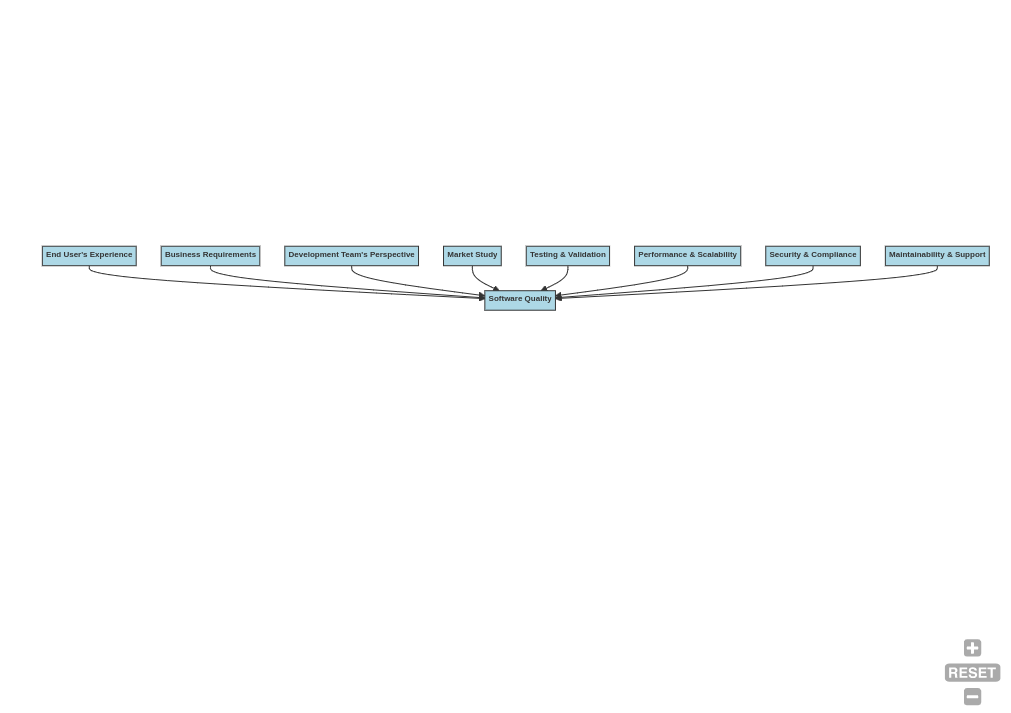 End User's Experience
Business Requirements
Development Team's Perspective
Market Study
Testing & Validation
Performance & Scalability
Security & Compliance
Maintainability & Support
Software Quality
RESET